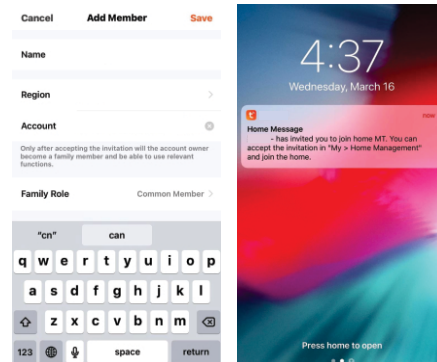 Cancel Add Member Save
Name
Region
Account
Only after accepting the invitation will the account owner
become a family member and be able to use relevant
functions.
Family Role Common Member
"cn" can
q w e r t y u i o p
a s d f g h j k l
z x c v b n m
123 space return
4:37
Wednesday, March 16
t now
Home Message
- has invited you to join home MT. You can
accept the invitation in "My > Home Management"
and join the home.
Press home to open